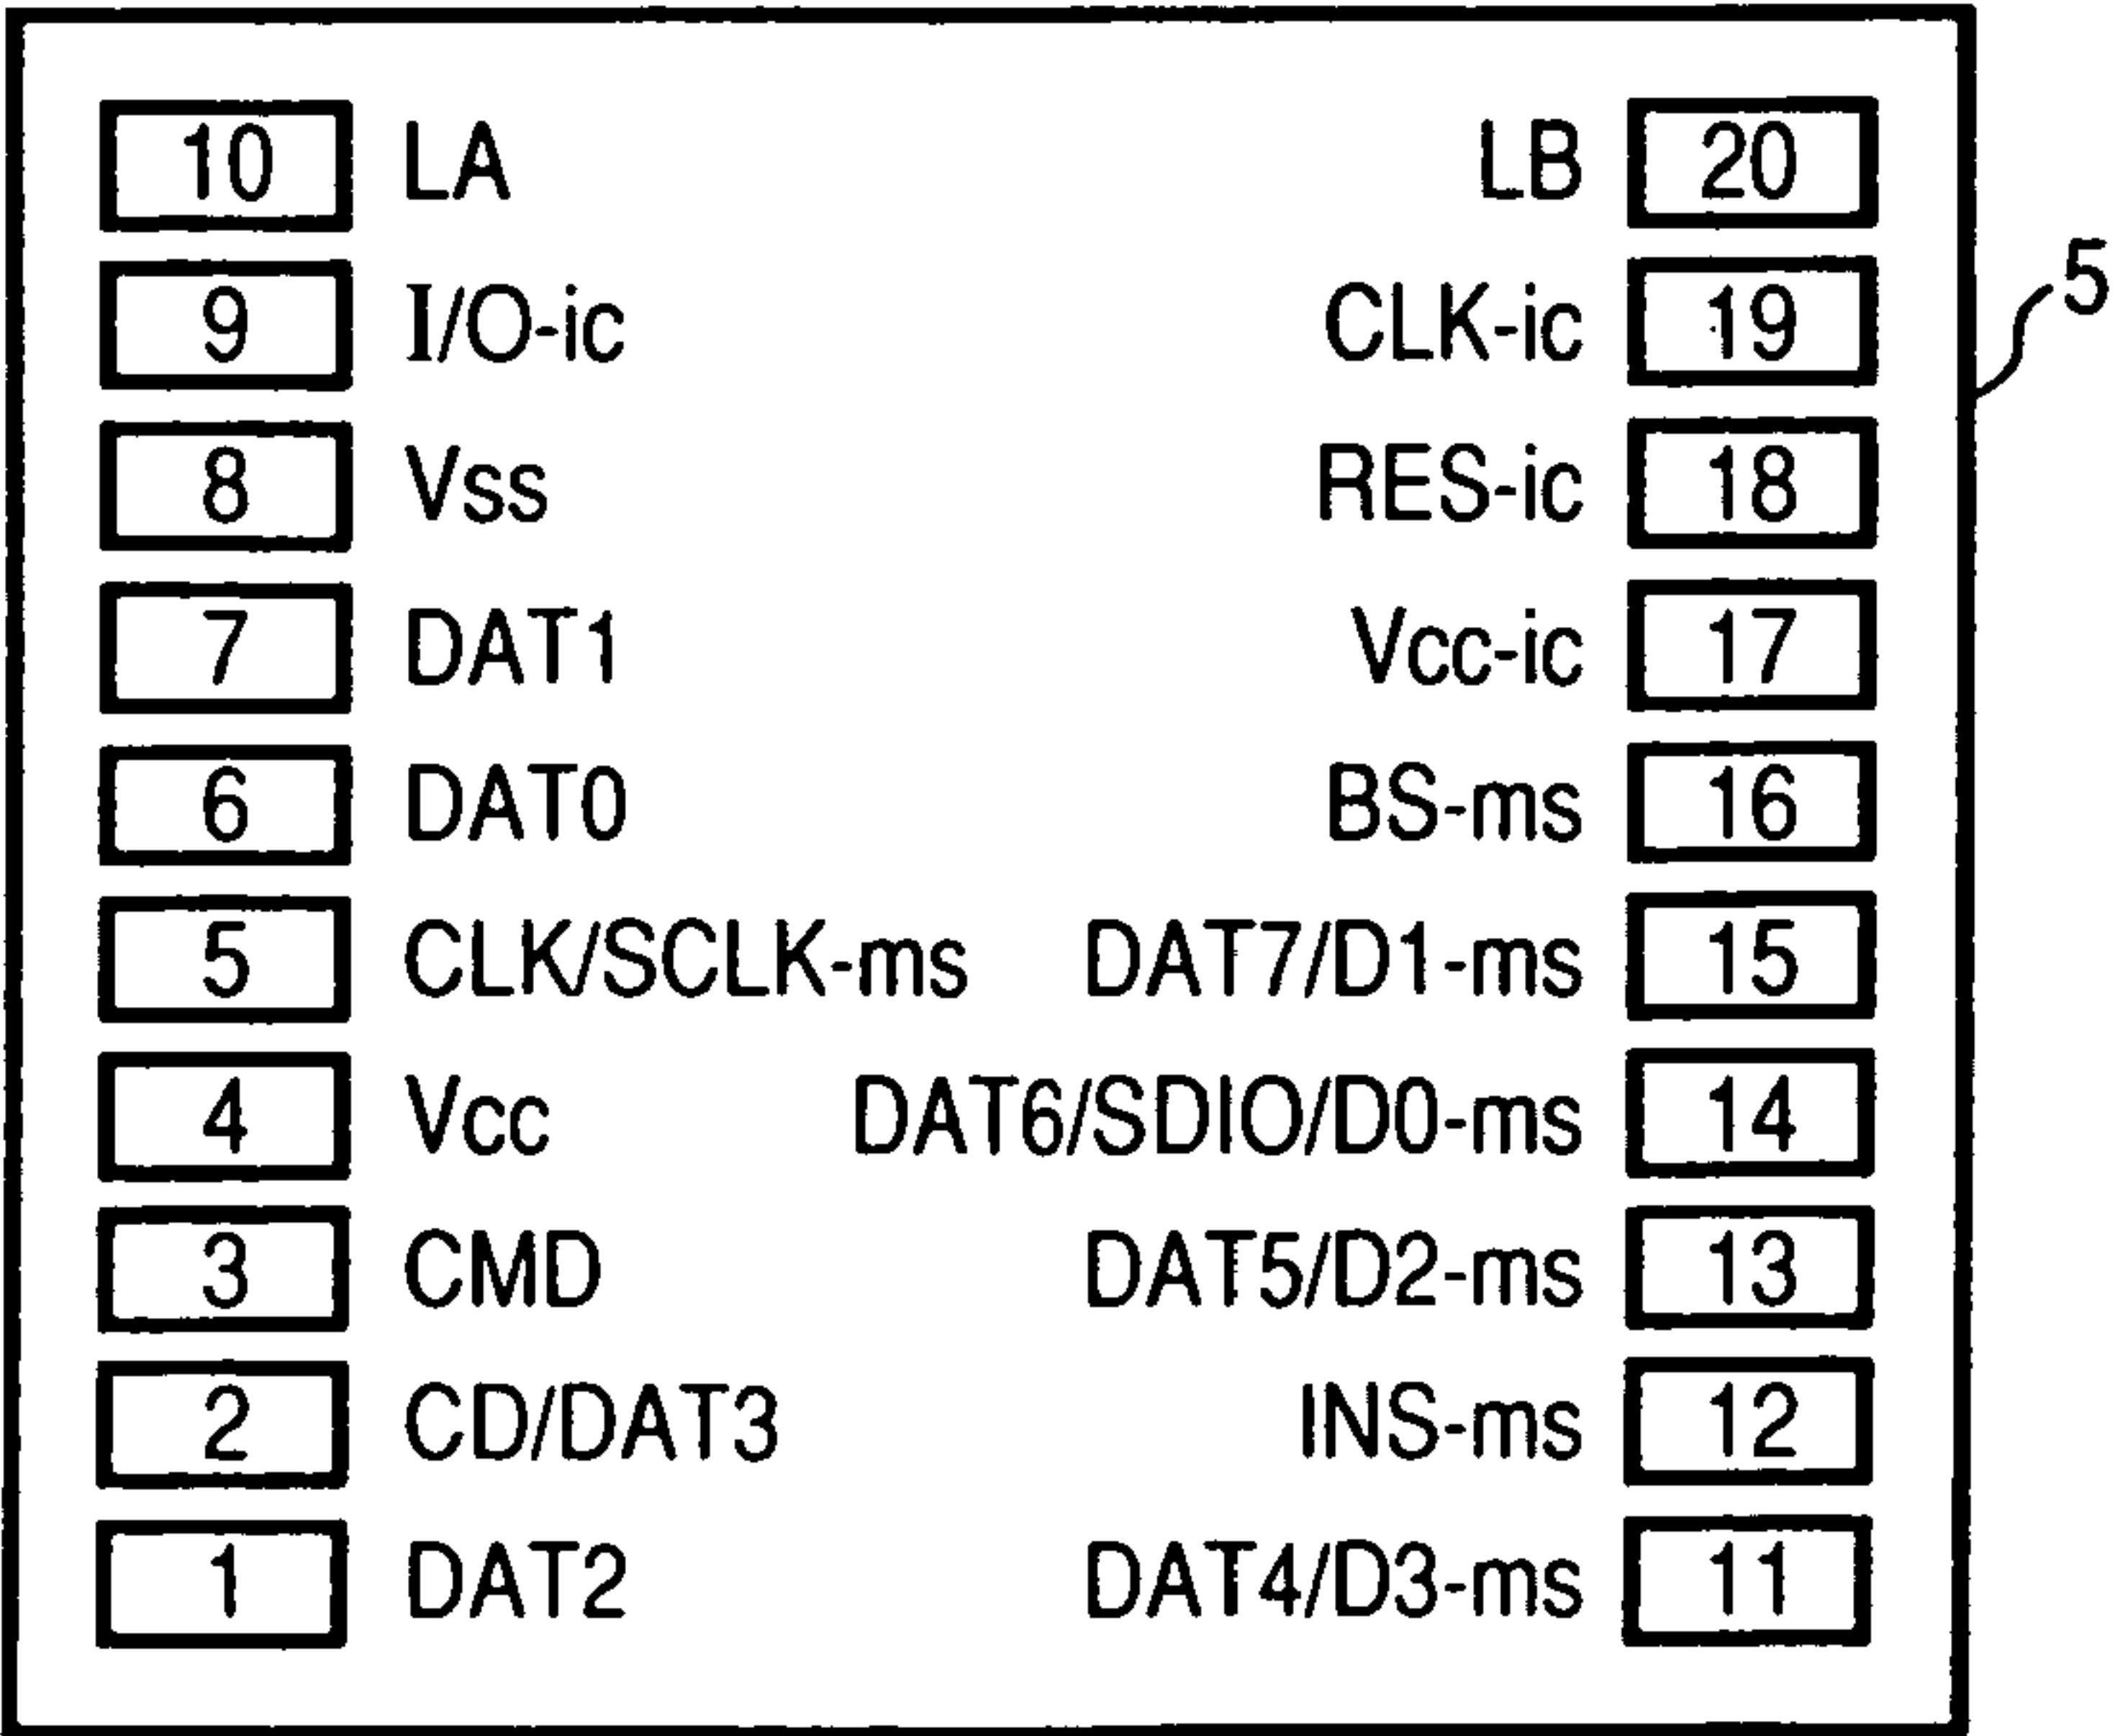 10 LA LB 20
9 I/O-ic CLK-ic 19
5
8 Vss RES-ic 18
7 DAT1 Vcc-ic 17
6 DAT0 BS-ms 16
5 CLK/SCLK-ms DAT7/D1-ms 15
4 Vcc DAT6/SDIO/D0-ms 14
3 CMD DAT5/D2-ms 13
2 CD/DAT3 INS-ms 12
1 DAT2 DAT4/D3-ms 11